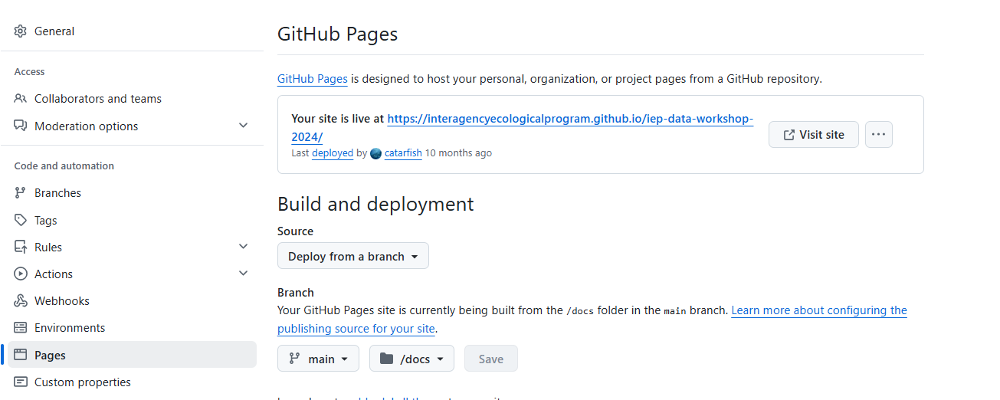 General
Access
Collaborators and teams
Moderation options
Code and automation
Branches
Tags
Rules
Actions
Webhooks
Environments
Pages
Custom properties
GitHub Pages
GitHub Pages is designed to host your personal, organization, or project pages from a GitHub repository.
Your site is live at https://interagencyecologicalprogram.github.io/iep-data-workshop-
2024/
Last deployed by catarfish 10 months ago
Visit site
Build and deployment
Source
Deploy from a branch
Branch
Your GitHub Pages site is currently being built from the /docs folder in the main branch. Learn more about configuring the
publishing source for your site.
main
/docs
Save